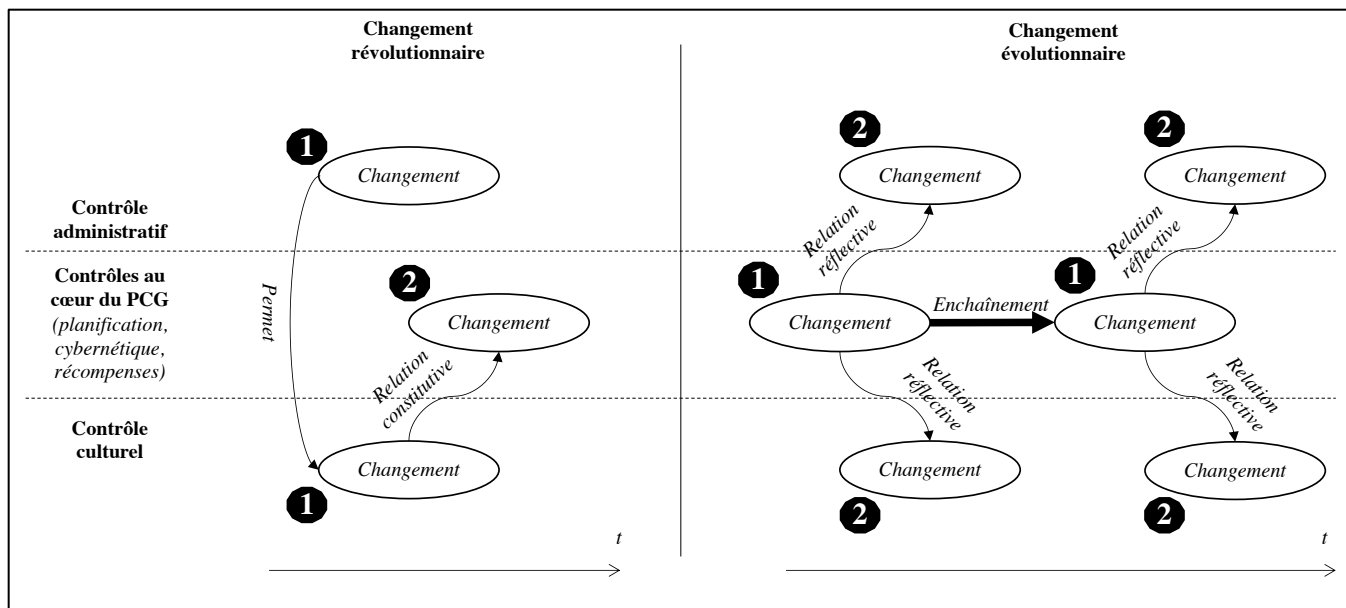 Changement
révolutionnaire
Changement
évolutionnaire
1
Changement
2
Changement
2
Changement
Contrôle
administratif
Permet
Relation
réflective
Relation
réflective
Contrôles au
cœur du PCG
(planification,
cybernétique,
récompenses)
2
Changement
1
Changement
Enchaînement
1
Changement
Relation
constitutive
Relation
réflective
Relation
réflective
Contrôle
culturel
1
Changement
2
Changement
2
Changement
t
t